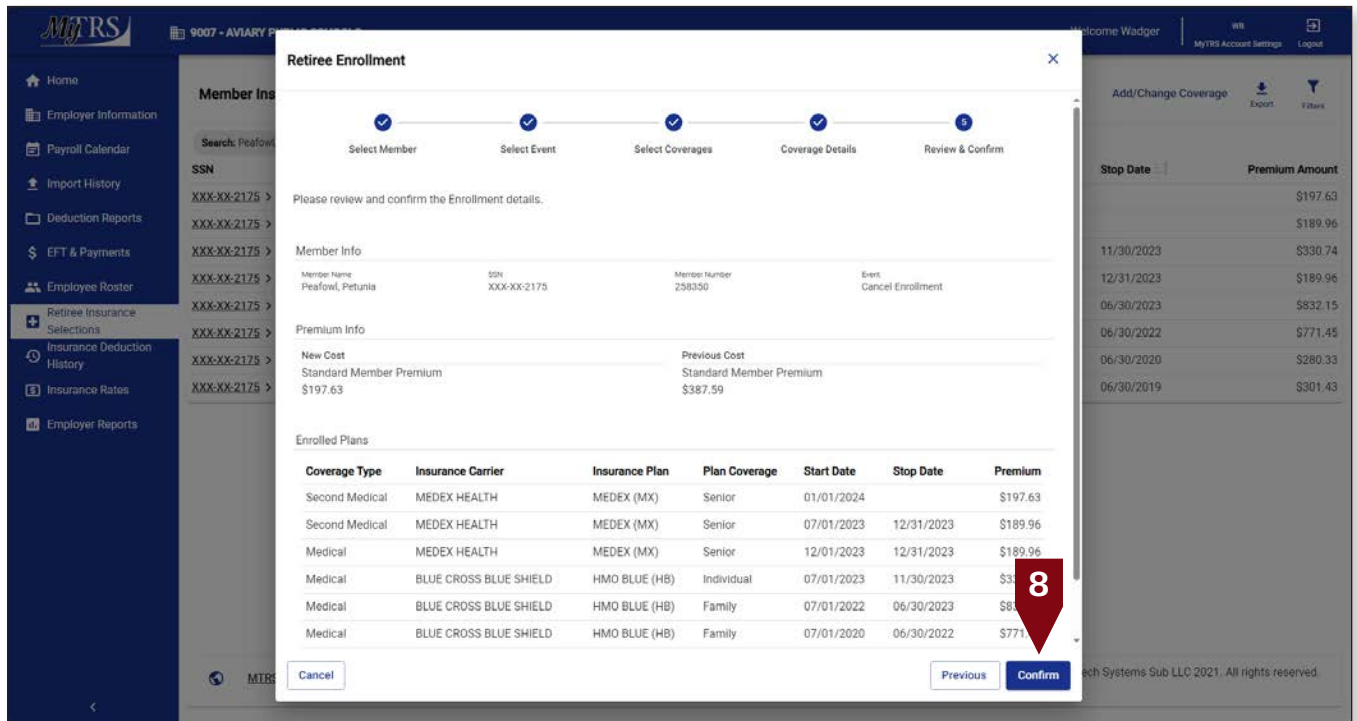 MyTRS
9007 - AVIARY P
Welcome Wadger
WB
MyTRS Account Settings
Logout
Home
Employer Information
Payroll Calendar
Import History
Deduction Reports
EFT & Payments
Employee Roster
Retiree Insurance
Selections
Insurance Deduction
History
Insurance Rates
Employer Reports
Member Ins
Add/Change Coverage
Export
Filters
Search: Peafowl,
SSN
Stop Date
Premium Amount
XXX-XX-2175 >
$197.63
XXX-XX-2175 >
$189.96
XXX-XX-2175 >
11/30/2023
$330.74
XXX-XX-2175 >
12/31/2023
$189.96
XXX-XX-2175 >
06/30/2023
$832.15
XXX-XX-2175 >
06/30/2022
$771.45
XXX-XX-2175 >
06/30/2020
$280.33
XXX-XX-2175 >
06/30/2019
$301.43
Retiree Enrollment
5
Select Member Select Event Select Coverages Coverage Details Review & Confirm
Please review and confirm the Enrollment details.
Member Info
Member Name SSN Member Number Event
Peafowl, Petunia XXX-XX-2175 258350 Cancel Enrollment
Premium Info
New Cost Previous Cost
Standard Member Premium Standard Member Premium
$197.63 $387.59
Enrolled Plans
Coverage Type Insurance Carrier Insurance Plan Plan Coverage Start Date Stop Date Premium
Second Medical MEDEX HEALTH MEDEX (MX) Senior 01/01/2024 $197.63
Second Medical MEDEX HEALTH MEDEX (MX) Senior 07/01/2023 12/31/2023 $189.96
Medical MEDEX HEALTH MEDEX (MX) Senior 12/01/2023 12/31/2023 $189.96
Medical BLUE CROSS BLUE SHIELD HMO BLUE (HB) Individual 07/01/2023 11/30/2023
Medical BLUE CROSS BLUE SHIELD HMO BLUE (HB) Family 07/01/2022 06/30/2023
Medical BLUE CROSS BLUE SHIELD HMO BLUE (HB) Family 07/01/2020 06/30/2022 $771.
8
Cancel Previous Confirm
MTRS
ech Systems Sub LLC 2021. All rights reserved.